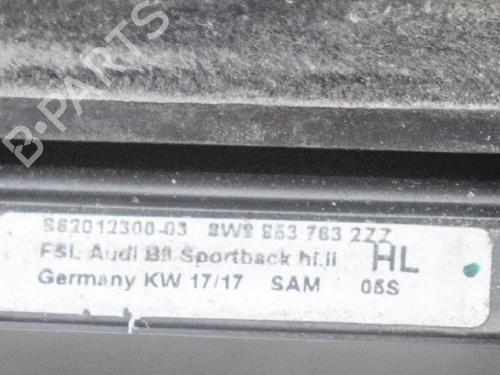 B-PARTS
S62012300-03 8W8 853 763 2ZZ
FSL Audi B9 Sportback hi.li HL
Germany KW 17/17 SAM 05S